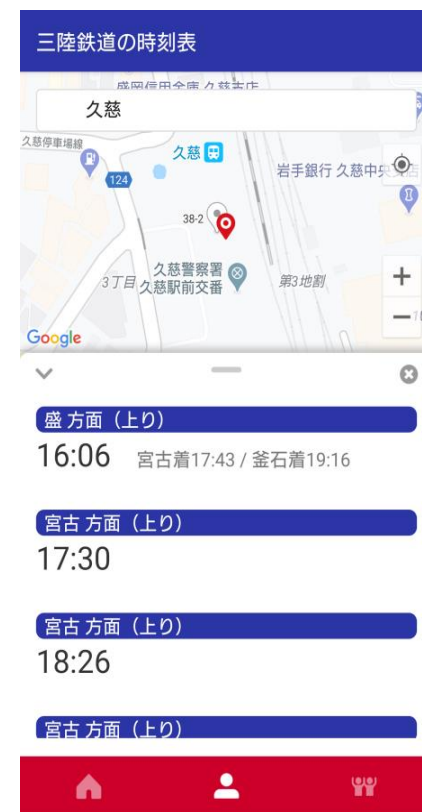 三陸鉄道の時刻表
久慈
久慈停車場線
久慈
124
岩手銀行 久慈中
38-2
久慈警察署
久慈駅前交番
3丁目
第3地割
Google
盛 方面（上り）
16:06 宮古着17:43 / 釜石着19:16
宮古 方面（上り）
17:30
宮古 方面（上り）
18:26
宮古 方面（上り）